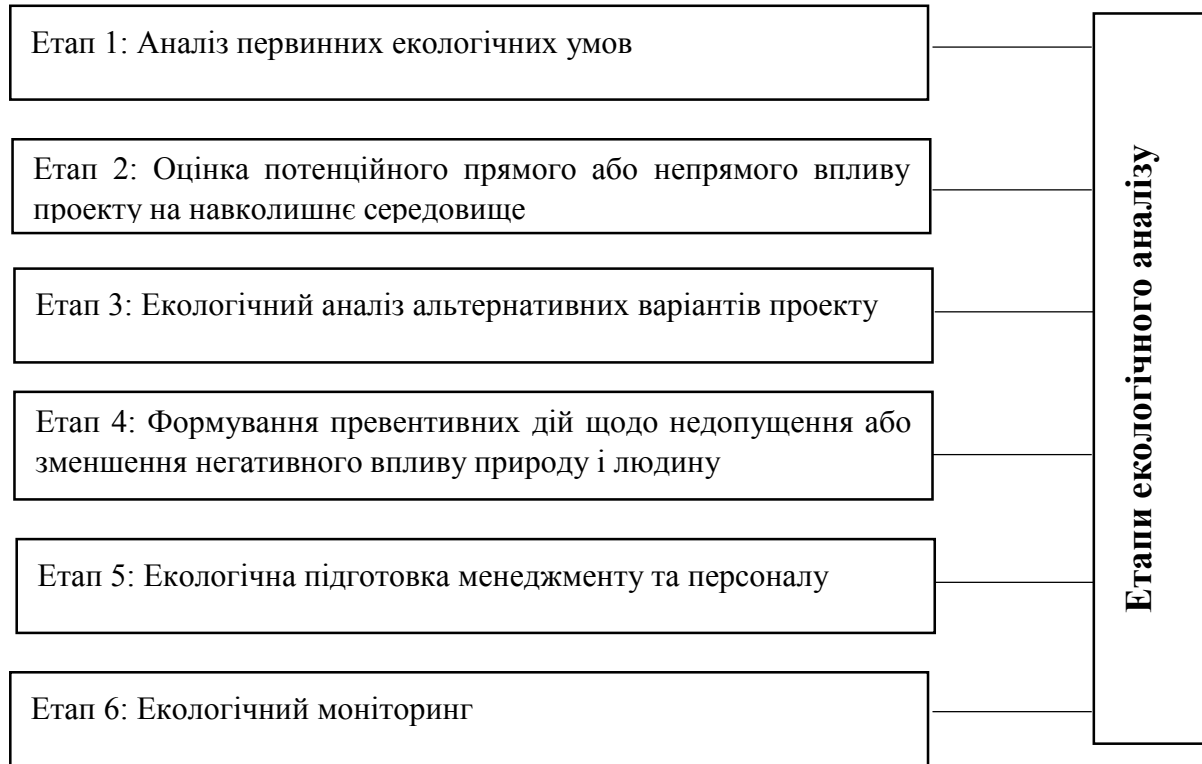 Етап 1: Аналіз первинних екологічних умов
Етап 2: Оцінка потенційного прямого або непрямого впливу
проекту на навколишнє середовище
Етап 3: Екологічний аналіз альтернативних варіантів проекту
Етап 4: Формування превентивних дій щодо недопущення або
зменшення негативного впливу природу і людину
Етап 5: Екологічна підготовка менеджменту та персоналу
Етап 6: Екологічний моніторинг
Етапи екологічного аналізу